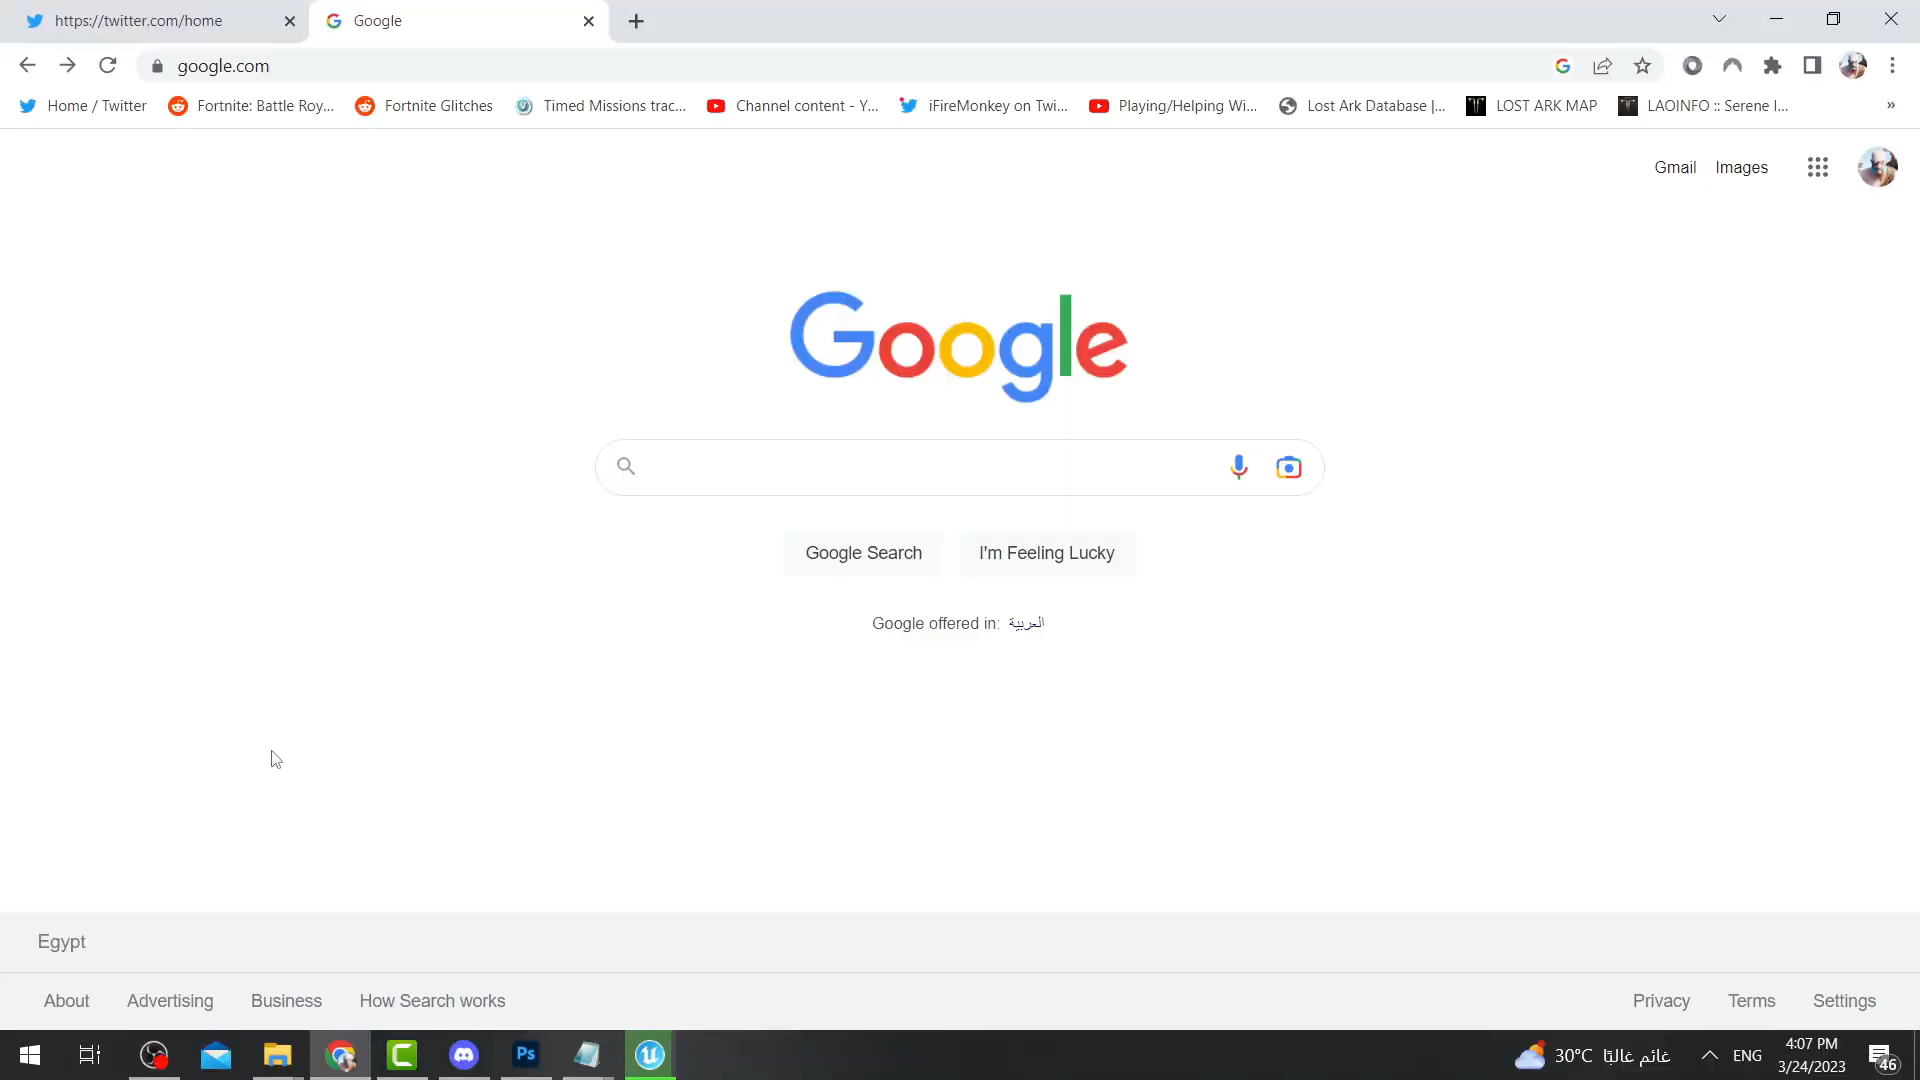 https://twitter.com/home
Google
google.com
Home / Twitter
Fortnite: Battle Roy...
Fortnite Glitches
Timed Missions trac...
Channel content - Y...
iFireMonkey on Twi...
Playing/Helping Wi...
Lost Ark Database |...
LOST ARK MAP
LAOINFO :: Serene I...
»
Gmail
Images
Google
Google Search
I'm Feeling Lucky
Google offered in: العربية
Egypt
About
Advertising
Business
How Search works
Privacy
Terms
Settings
Ps
30°C غائم غالبًا
ENG
4:07 PM
3/24/2023
46